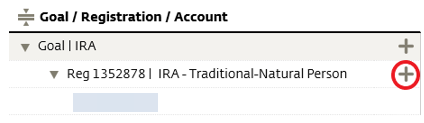 Goal / Registration / Account
Goal | IRA
Reg 1352878 | IRA - Traditional-Natural Person